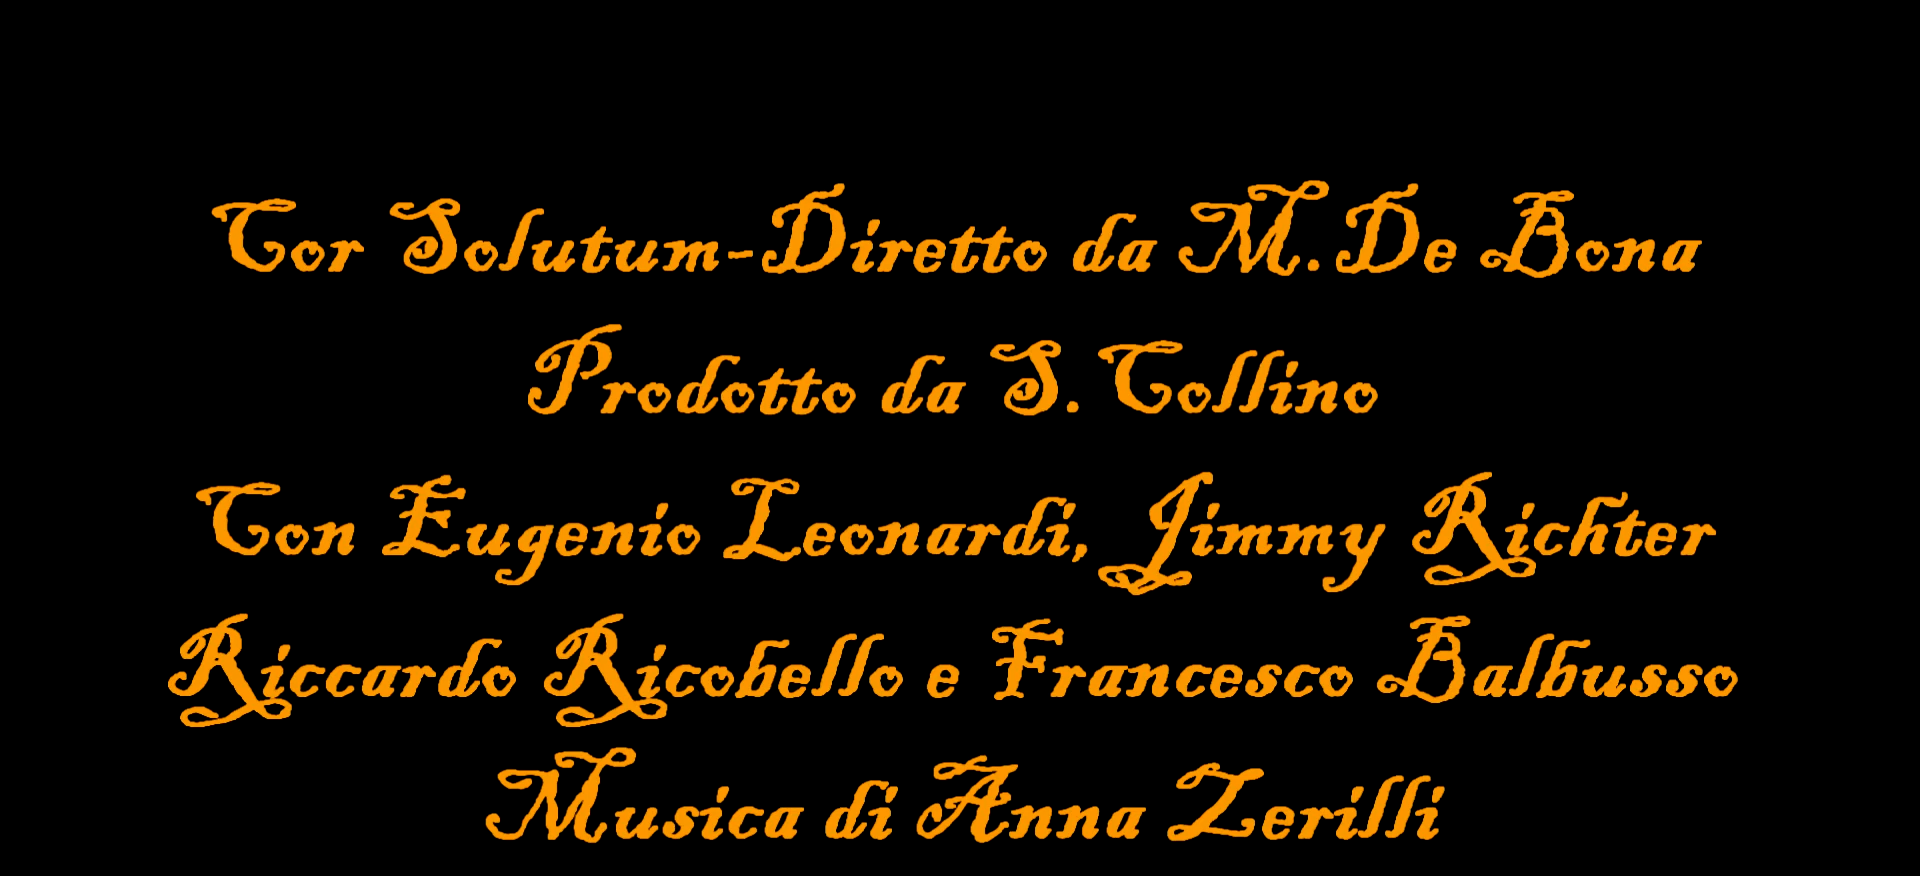 Cor Solutum-Diretto da M. De Bona
Prodotto da S. Collino
Con Eugenio Leonardi, Jimmy Richter
Riccardo Ricobello e Francesco Balbusso
Musica di Anna Zerilli